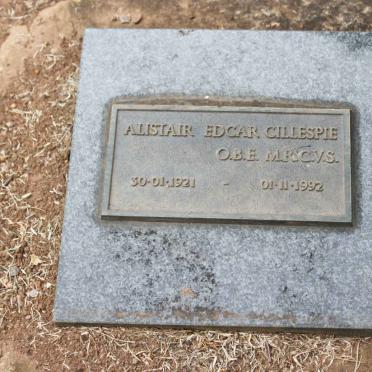 ALISTAIR EDGAR GILLESPIE
O.B.E. M.R.C.V.S.
30·01·1921 - 01·11·1992